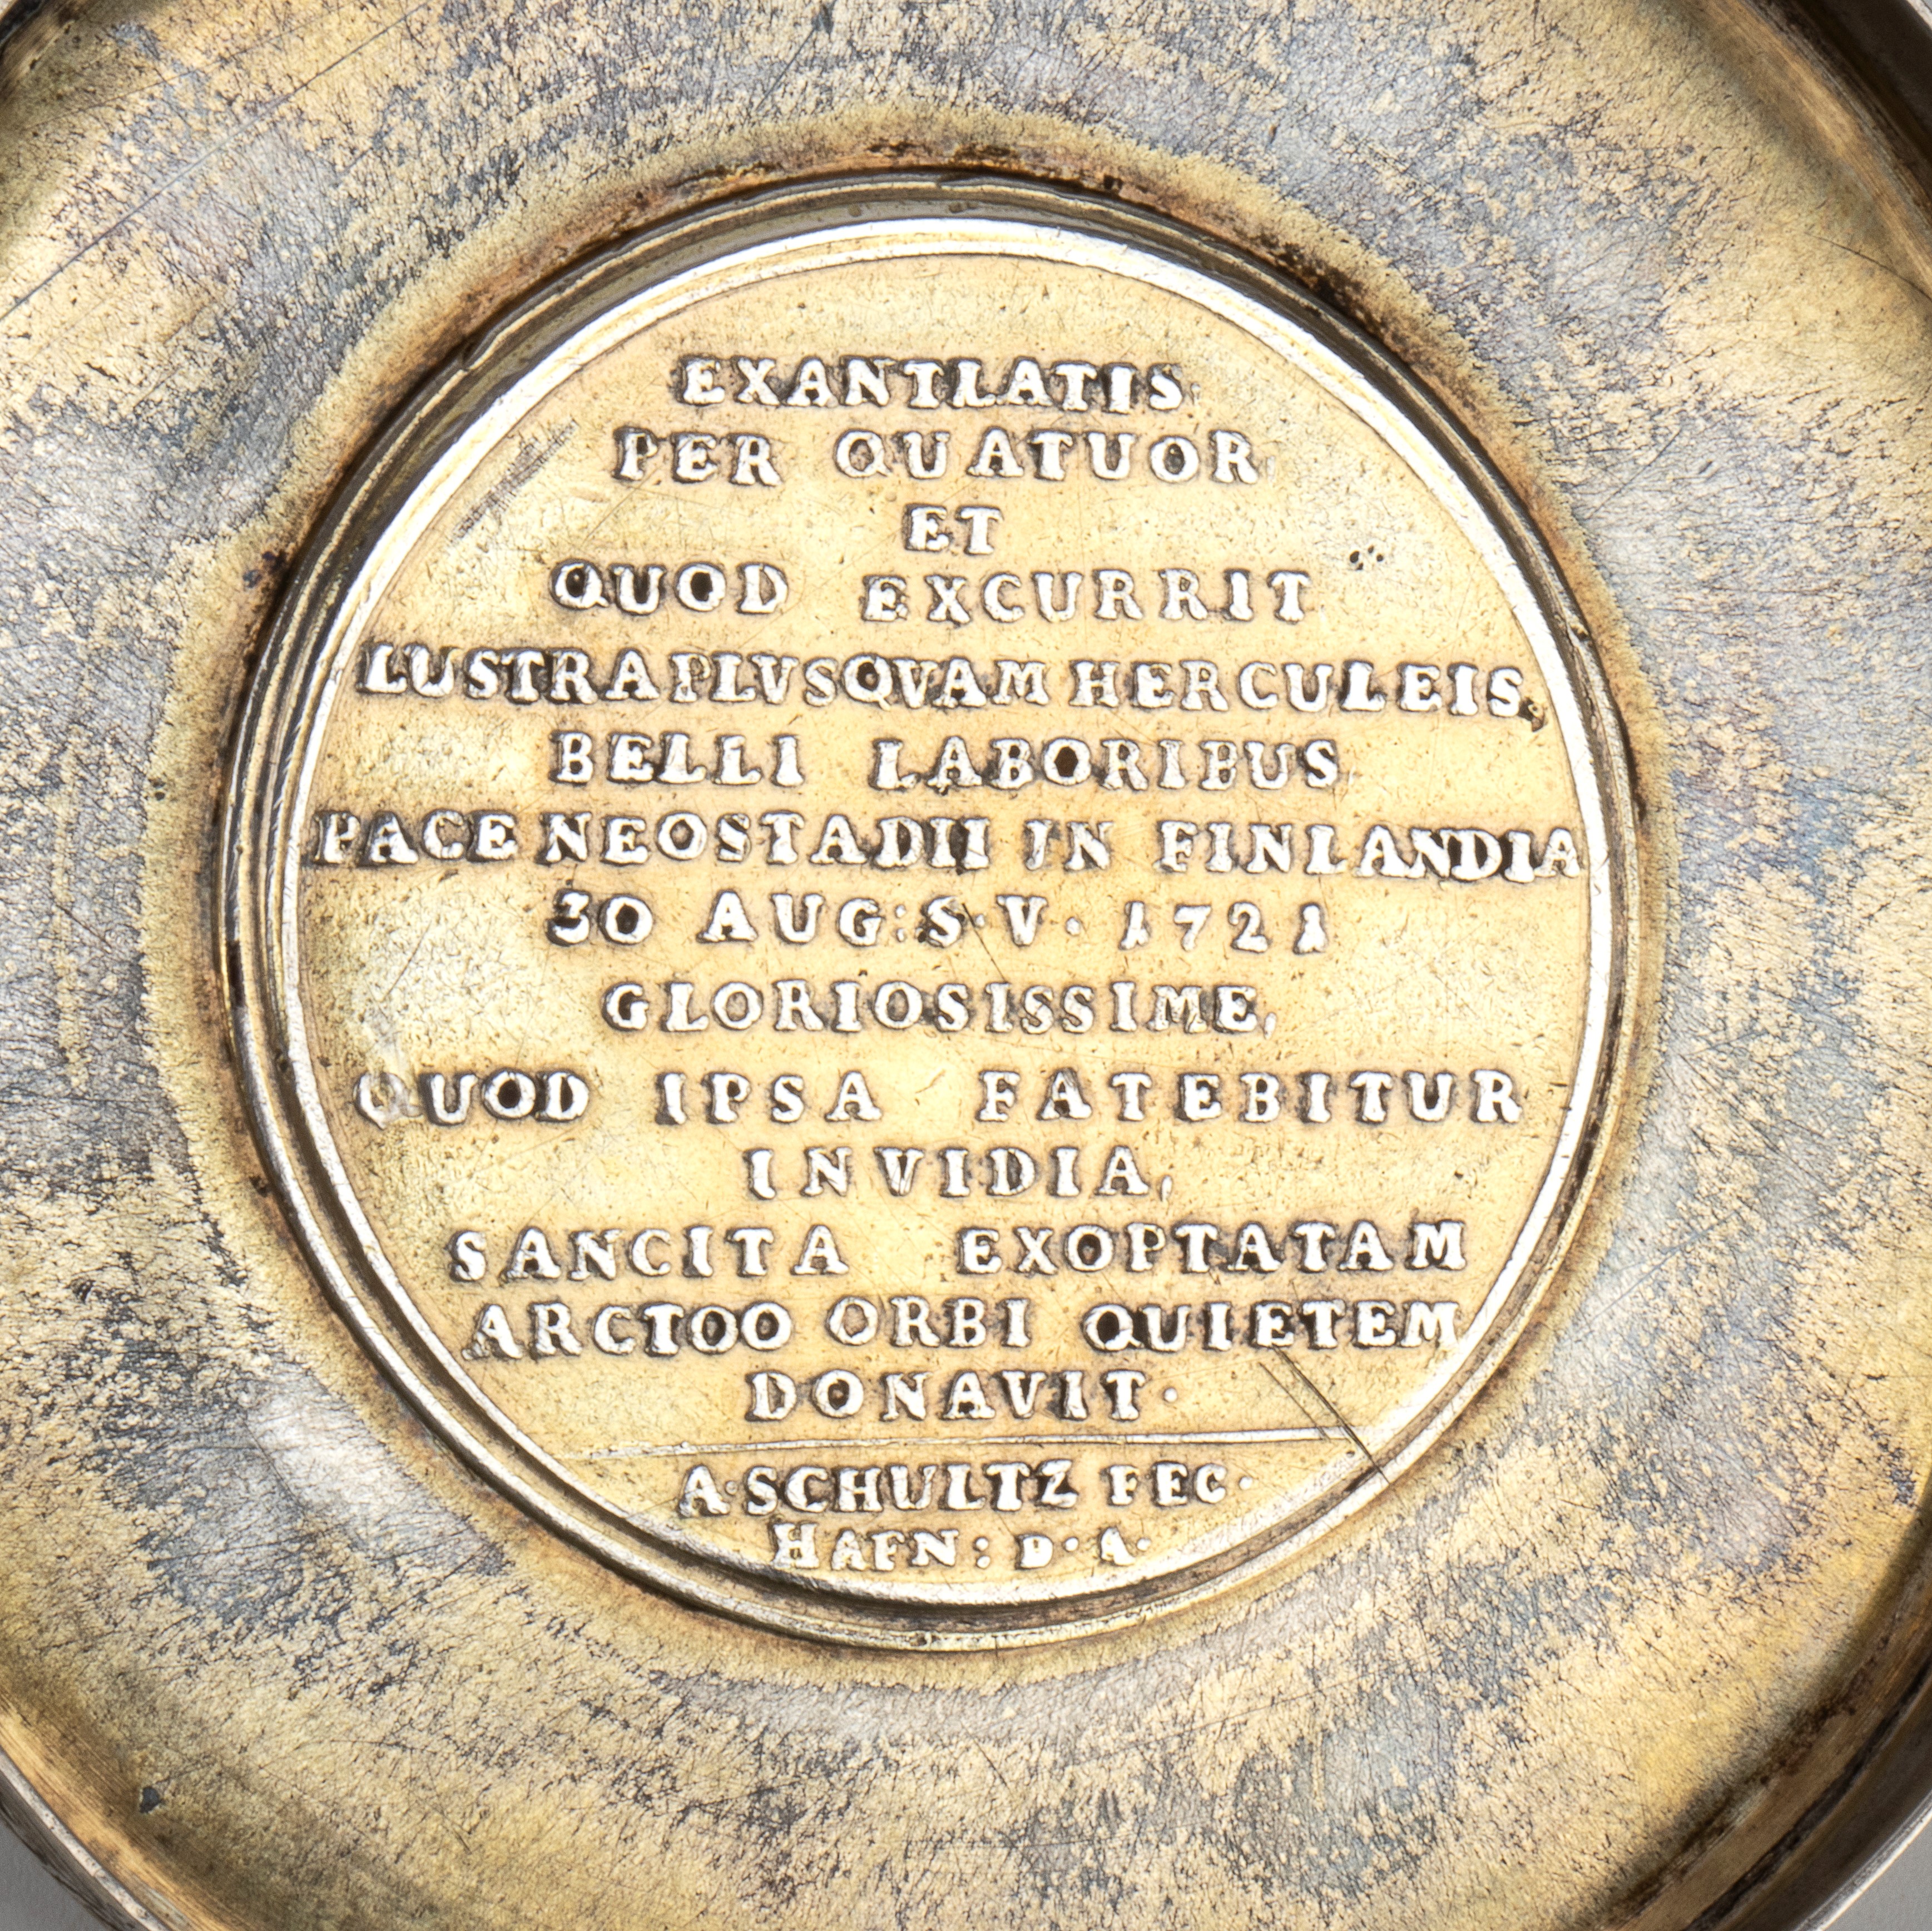 EXANTLATIS
PER QUATUOR
ET
QUOD EXCURRIT
LUSTRA PLVSQVAM HERCULEIS,
BELLI LABORIBUS
PACE NEOSTADII IN FINLANDIA
30 AUG: S·V· 1721
GLORIOSISSIME,
QUOD IPSA FATEBITUR
INVIDIA,
SANCITA EXOPTATAM
ARCTOO ORBI QUIETEM
DONAVIT·
A·SCHULTZ FEC·
HAFN: D·A·